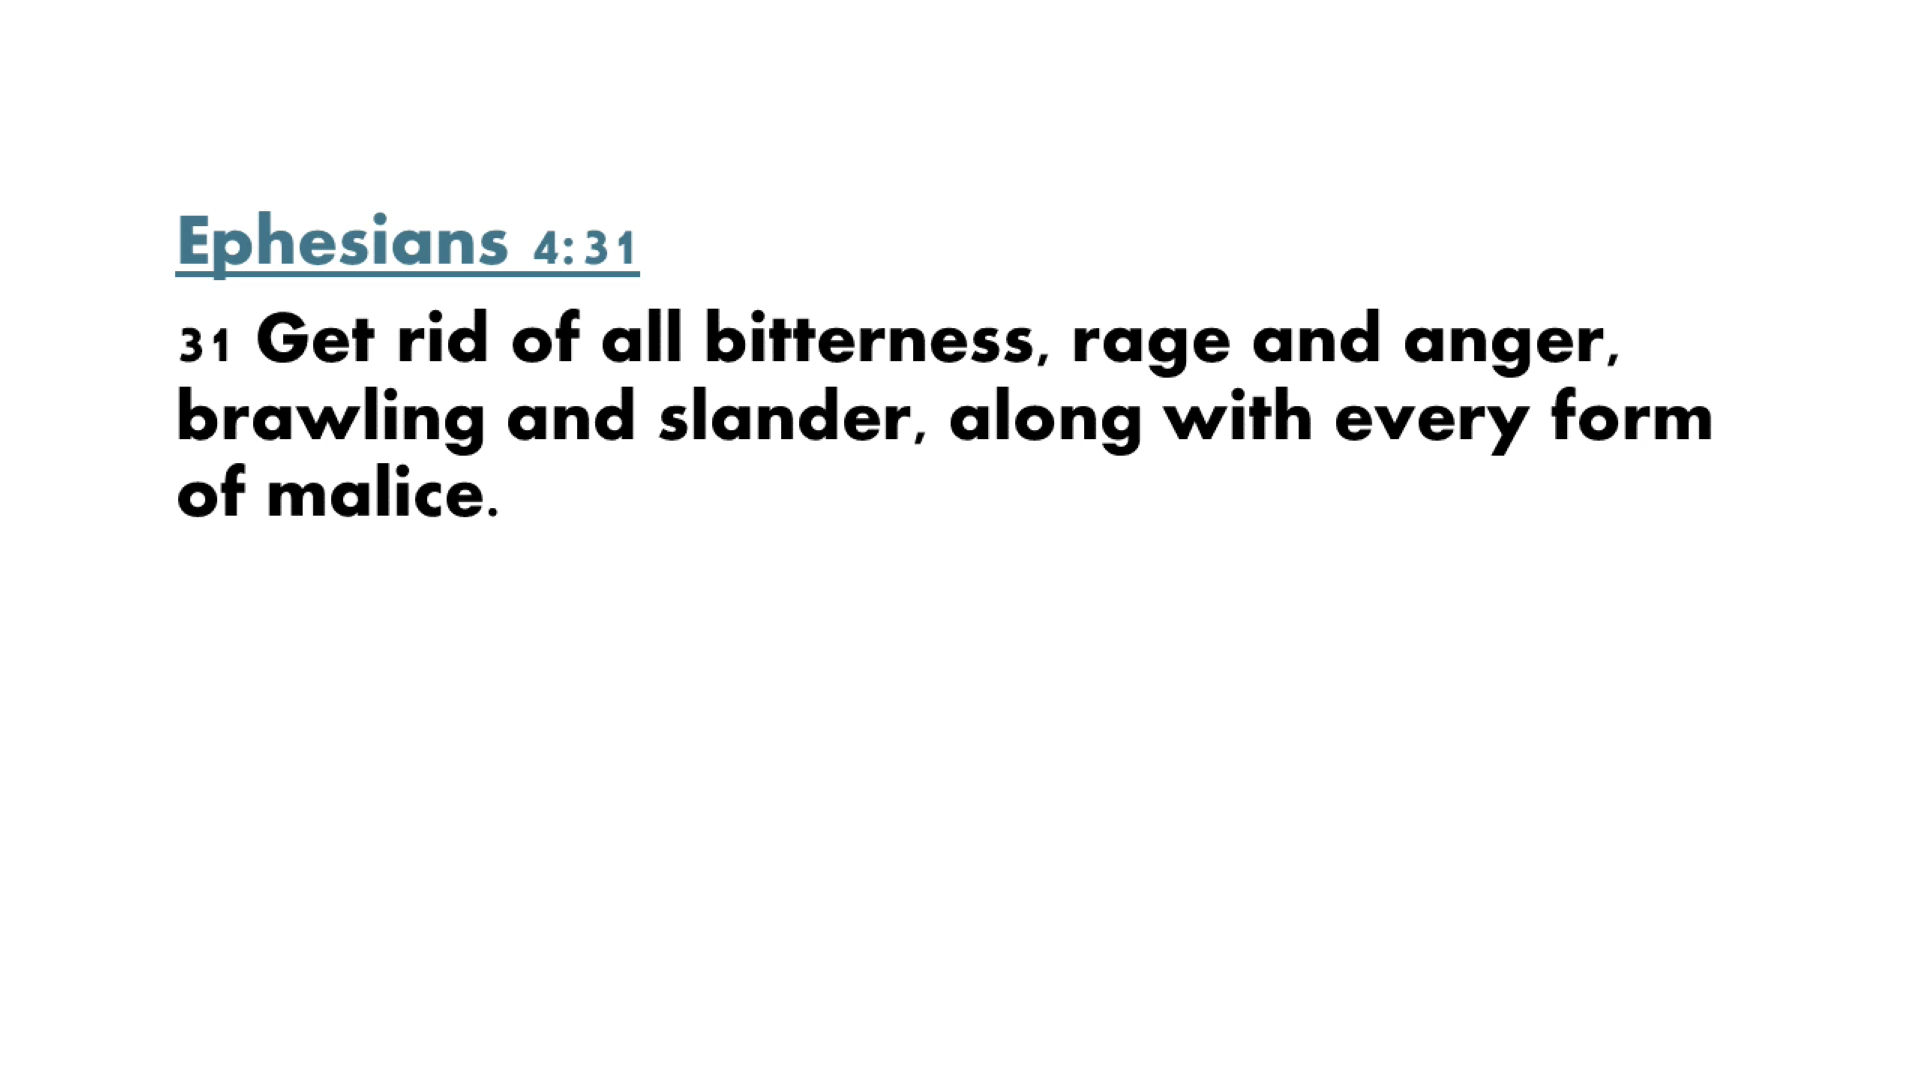 Ephesians 4:31
31 Get rid of all bitterness, rage and anger,
brawling and slander, along with every form
of malice.